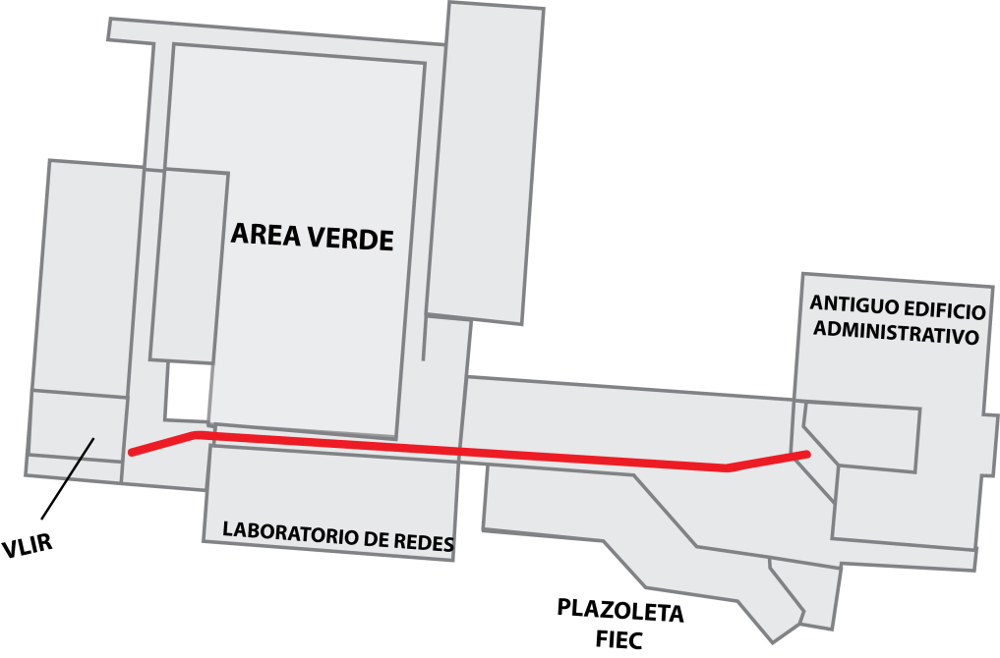 AREA VERDE
ANTIGUO EDIFICIO
ADMINISTRATIVO
VLIR
LABORATORIO DE REDES
PLAZOLETA
FIEC